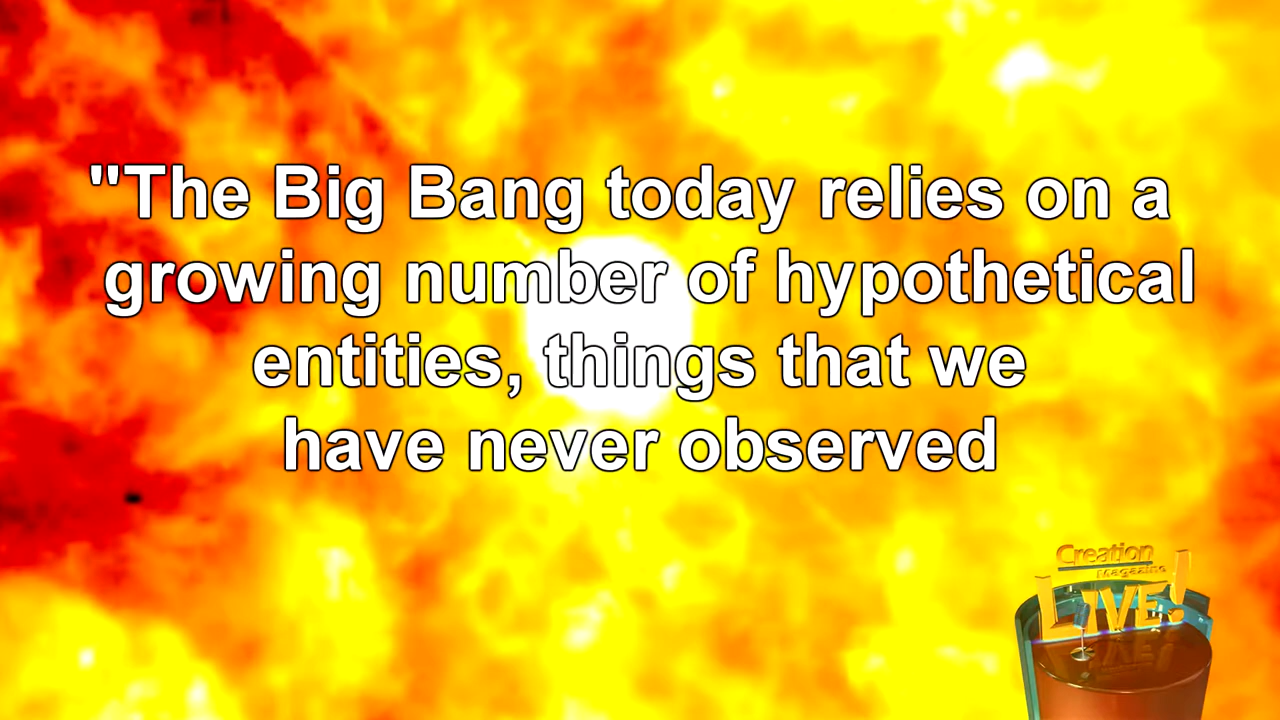 "The Big Bang today relies on a
growing number of hypothetical
entities, things that we
have never observed
Creation
Magazine
LIVE!